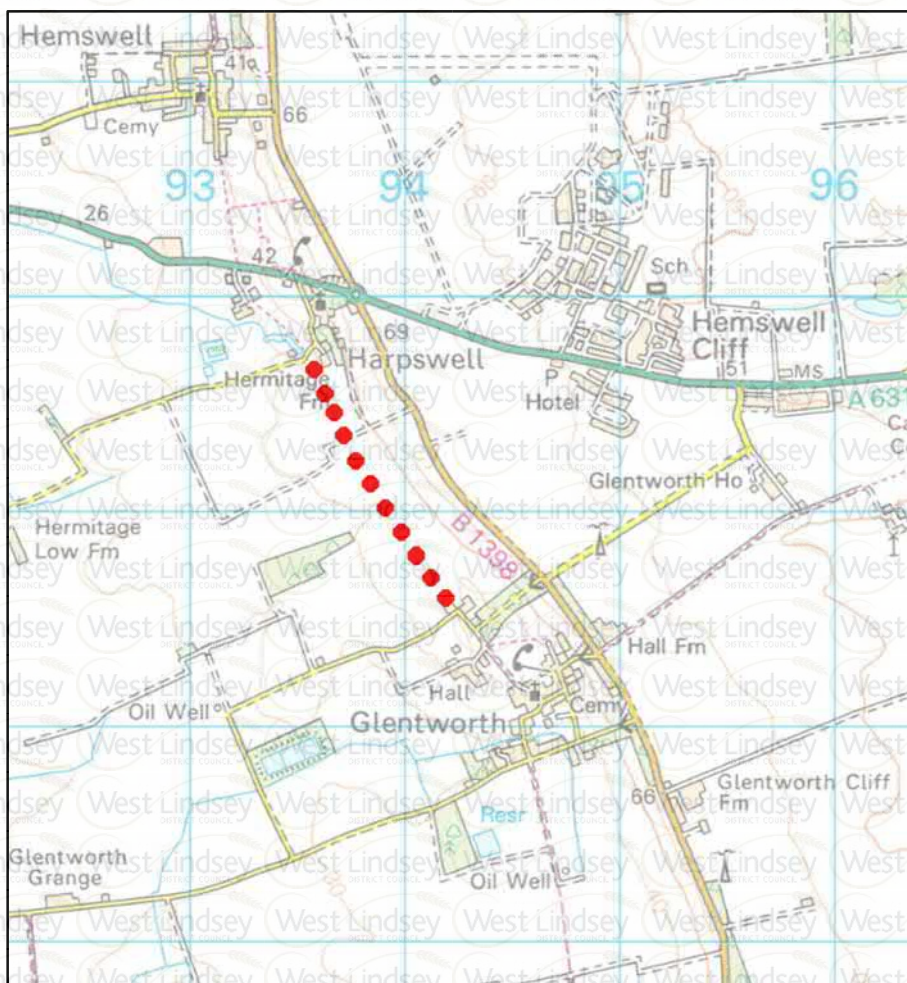 Hemswell
41
66
Cemy
93
94
95
96
26
42
Sch
69
Harpswell
Hemswell
Cliff
51
MS
Hermitage
Fm
P
Hotel
A 631
Glentworth Ho
Hermitage
Low Fm
B 1398
Hall Fm
Hall
Oil Well
Cemy
Glentworth
66
Glentworth Cliff
Fm
Resr
Glentworth
Grange
Oil Well
West Lindsey
DISTRICT COUNCIL